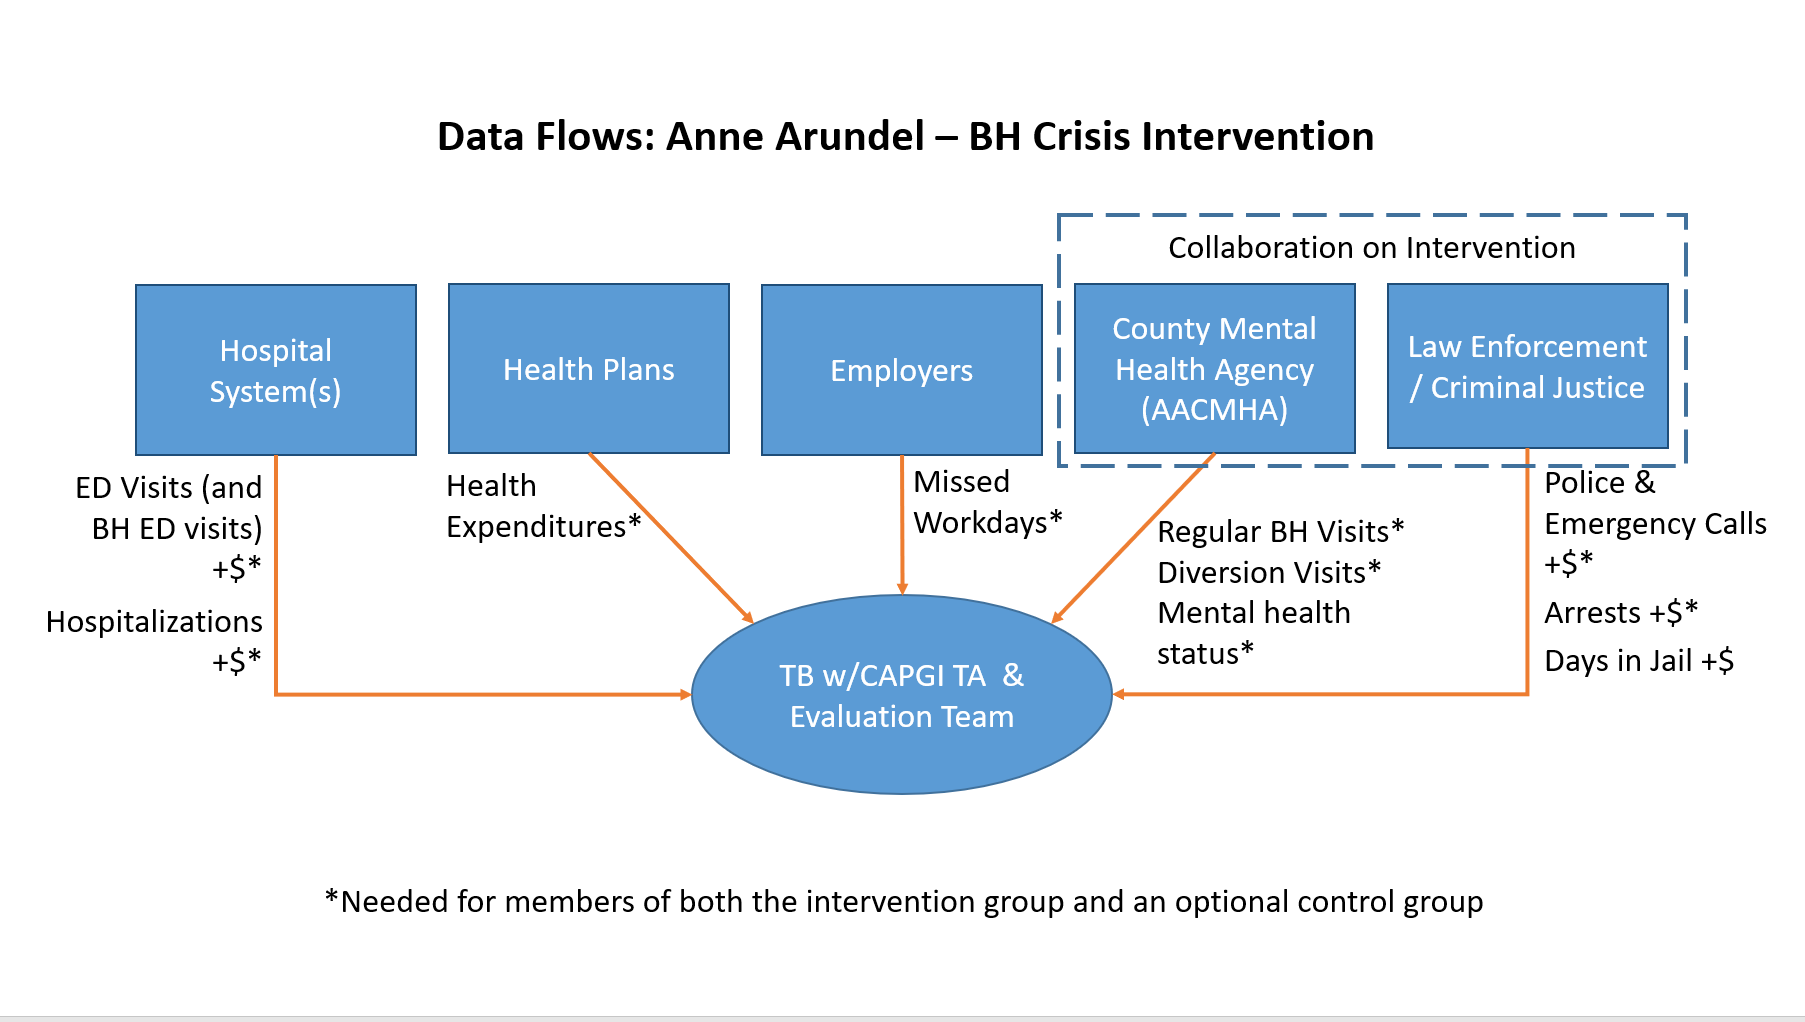 Data Flows: Anne Arundel – BH Crisis Intervention
Collaboration on Intervention
Hospital
System(s)
Health Plans
Employers
County Mental
Health Agency
(AACMHA)
Law Enforcement
/ Criminal Justice
ED Visits (and
BH ED visits)
+$*
Hospitalizations
+$*
Health
Expenditures*
Missed
Workdays*
Regular BH Visits*
Diversion Visits*
Mental health
status*
Police &
Emergency Calls
+$*
Arrests +$*
Days in Jail +$
TB w/CAPGI TA  &
Evaluation Team
*Needed for members of both the intervention group and an optional control group